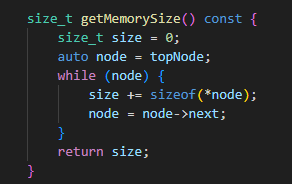 size_t getMemorySize() const {
    size_t size = 0;
    auto node = topNode;
    while (node) {
        size += sizeof(*node);
        node = node->next;
    }
    return size;
}